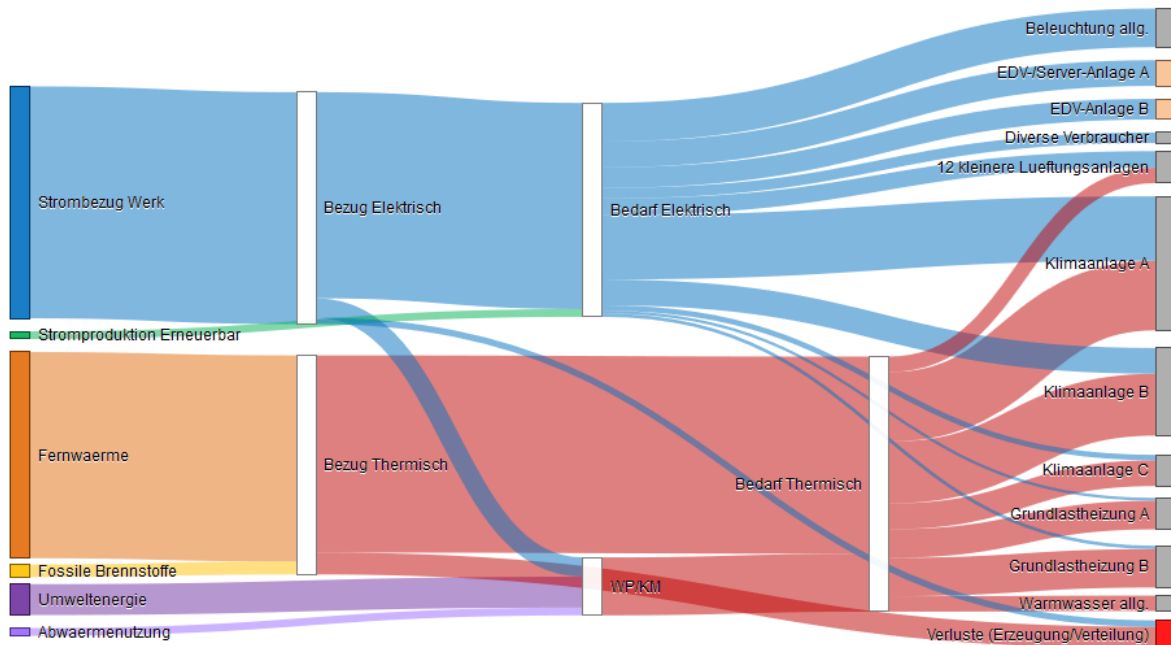 Beleuchtung allg.
EDV-/Server-Anlage A
EDV-Anlage B
Diverse Verbraucher
12 kleinere Lueftungsanlagen
Strombezug Werk
Bezug Elektrisch
Bedarf Elektrisch
Klimaanlage A
Stromproduktion Erneuerbar
Klimaanlage B
Fernwaerme
Bezug Thermisch
Bedarf Thermisch
Klimaanlage C
Grundlastheizung A
Fossile Brennstoffe
Grundlastheizung B
WP/KM
Umweltenergie
Warmwasser allg.
Abwaermenutzung
Verluste (Erzeugung/Verteilung)